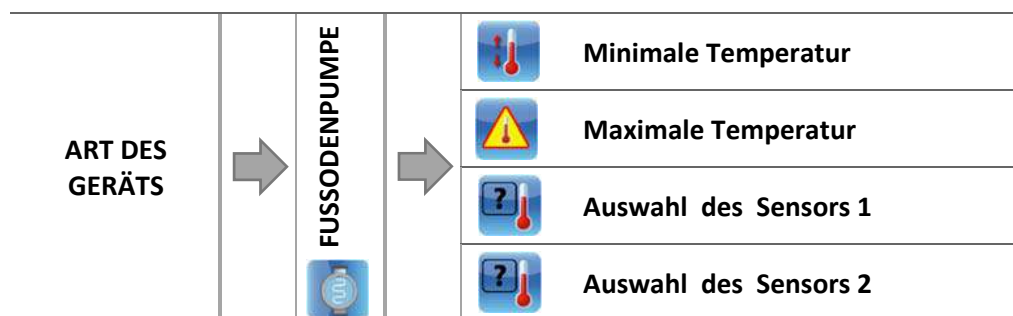 ART DES
GERÄTS
FUSSODENPUMPE
Minimale Temperatur
Maximale Temperatur
? Auswahl des Sensors 1
? Auswahl des Sensors 2